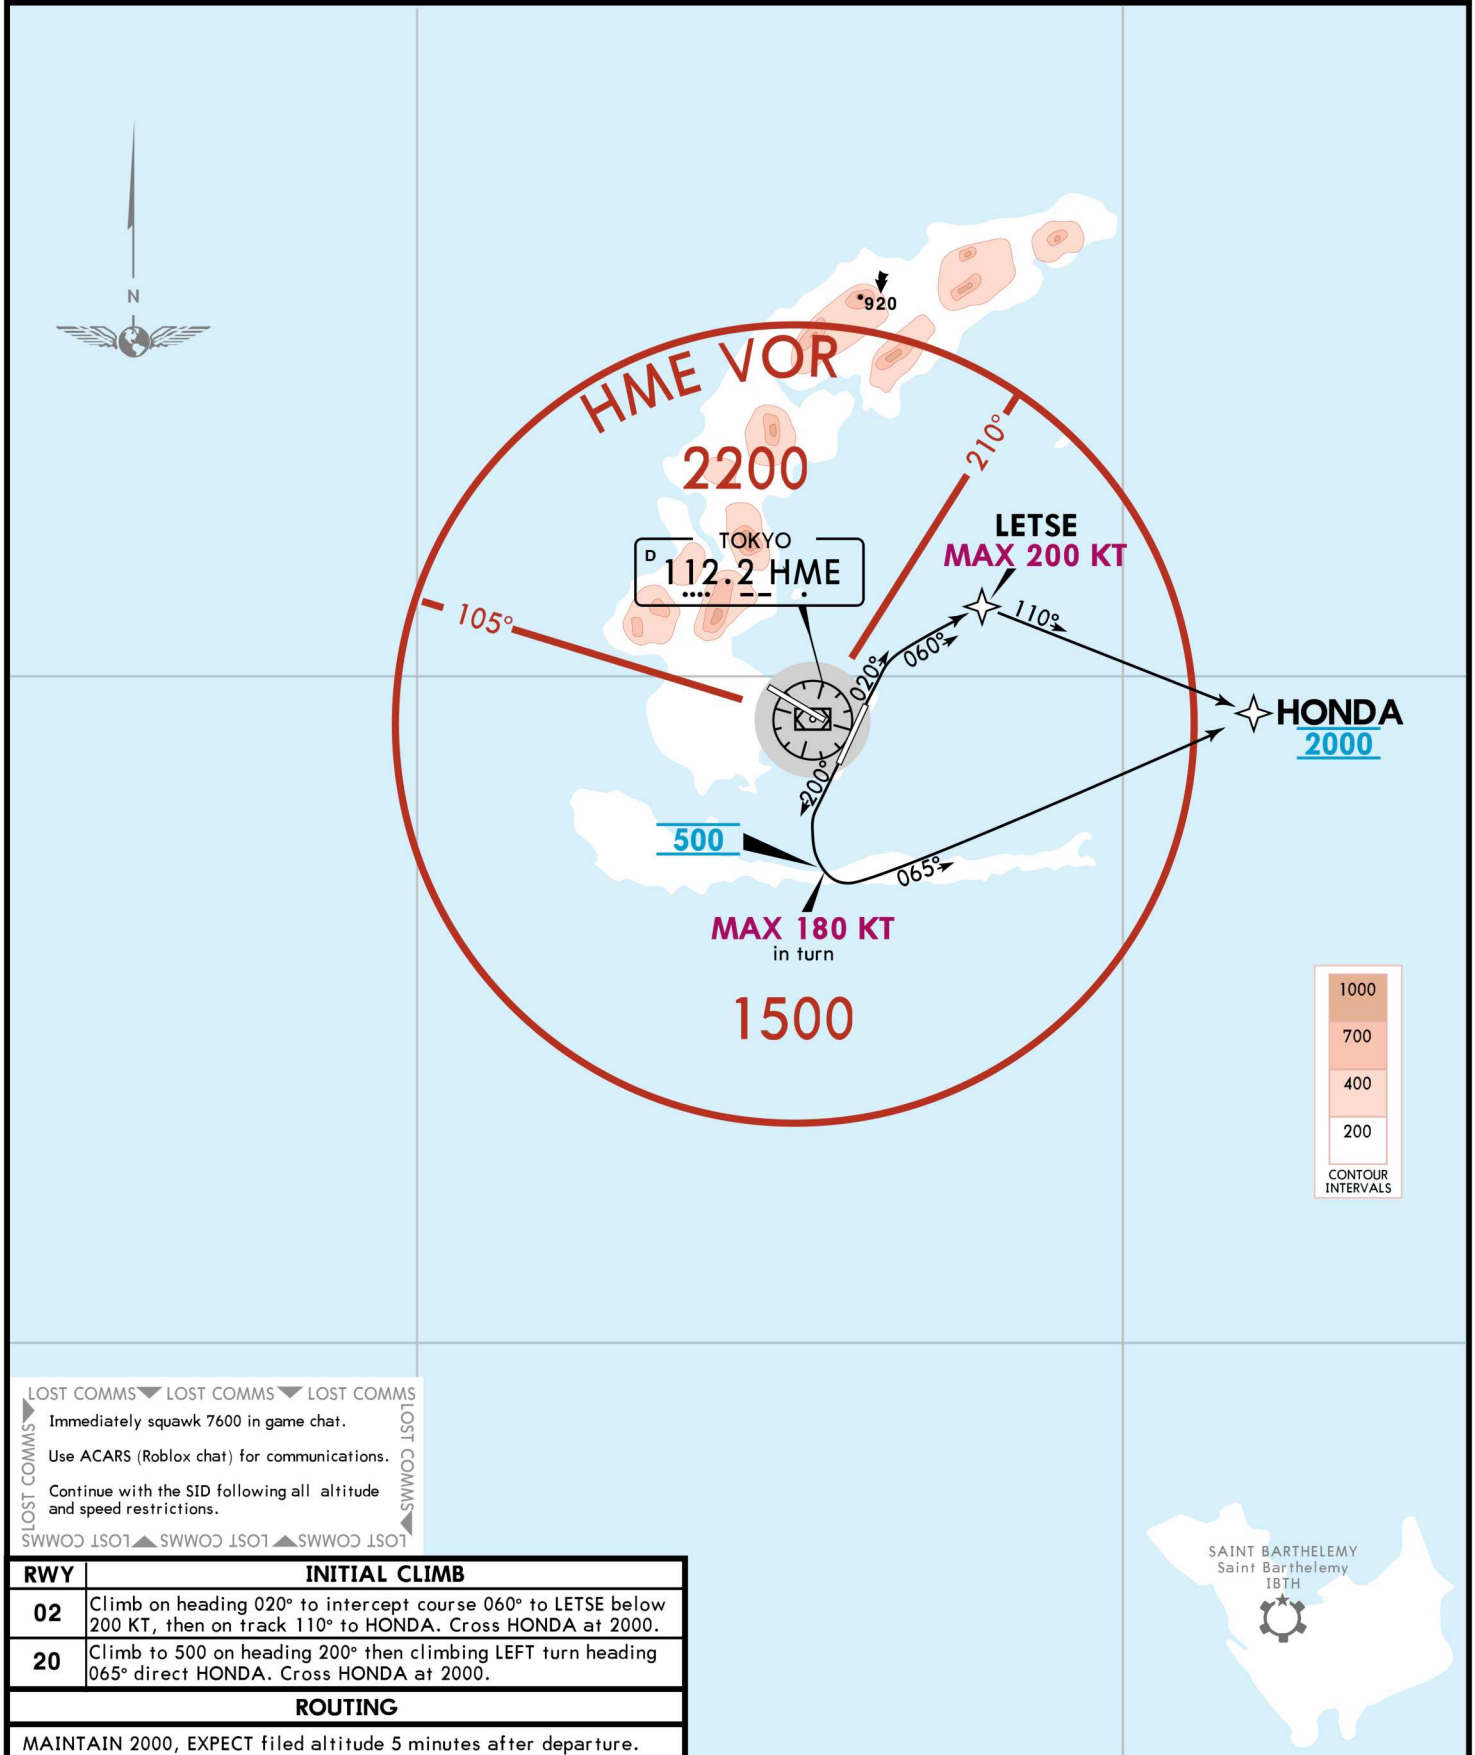 N
920
HME VOR
2200
210°
LETSE
MAX 200 KT
TOKYO
D
112.2 HME
105°
020°
060°
110°
HONDA
2000
200°
500
065°
MAX 180 KT
in turn
1500
1000
700
400
200
CONTOUR
INTERVALS
LOST COMMS LOST COMMS LOST COMMS
LOST COMMS
LOST COMMS
Immediately squawk 7600 in game chat.
Use ACARS (Roblox chat) for communications.
Continue with the SID following all altitude
and speed restrictions.
LOST COMMS LOST COMMS LOST COMMS
SAINT BARTHELEMY
Saint Barthelemy
IBTH
RWY INITIAL CLIMB
02 Climb on heading 020° to intercept course 060° to LETSE below
200 KT, then on track 110° to HONDA. Cross HONDA at 2000.
20 Climb to 500 on heading 200° then climbing LEFT turn heading
065° direct HONDA. Cross HONDA at 2000.
ROUTING
MAINTAIN 2000, EXPECT filed altitude 5 minutes after departure.